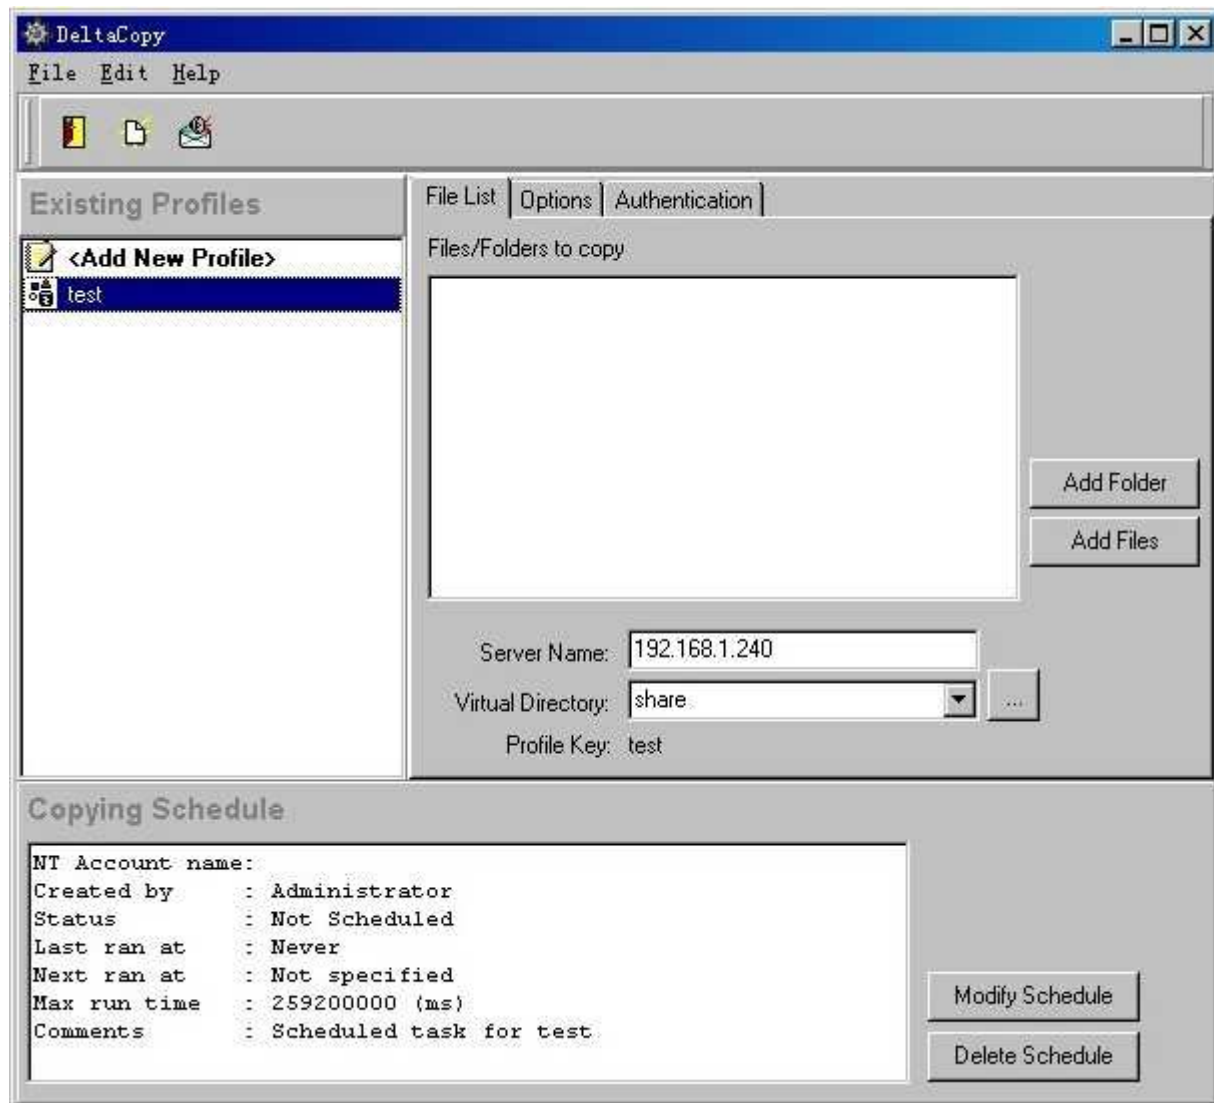 DeltaCopy
File Edit Help
Existing Profiles
<Add New Profile>
test
File List Options Authentication
Files/Folders to copy
Add Folder
Add Files
Server Name: 192.168.1.240
Virtual Directory: share ...
Profile Key: test
Copying Schedule
NT Account name:
Created by : Administrator
Status : Not Scheduled
Last ran at : Never
Next ran at : Not specified
Max run time : 259200000 (ms)
Comments : Scheduled task for test
Modify Schedule
Delete Schedule